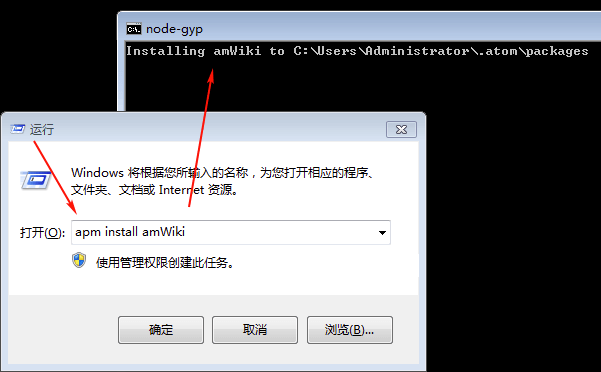 node-gyp
Installing amWiki to C:\Users\Administrator\.atom\packages
运行
Windows 将根据您所输入的名称，为您打开相应的程序、
文件夹、文档或 Internet 资源。
打开(O):
apm install amWiki
使用管理权限创建此任务。
确定
取消
浏览(B)...